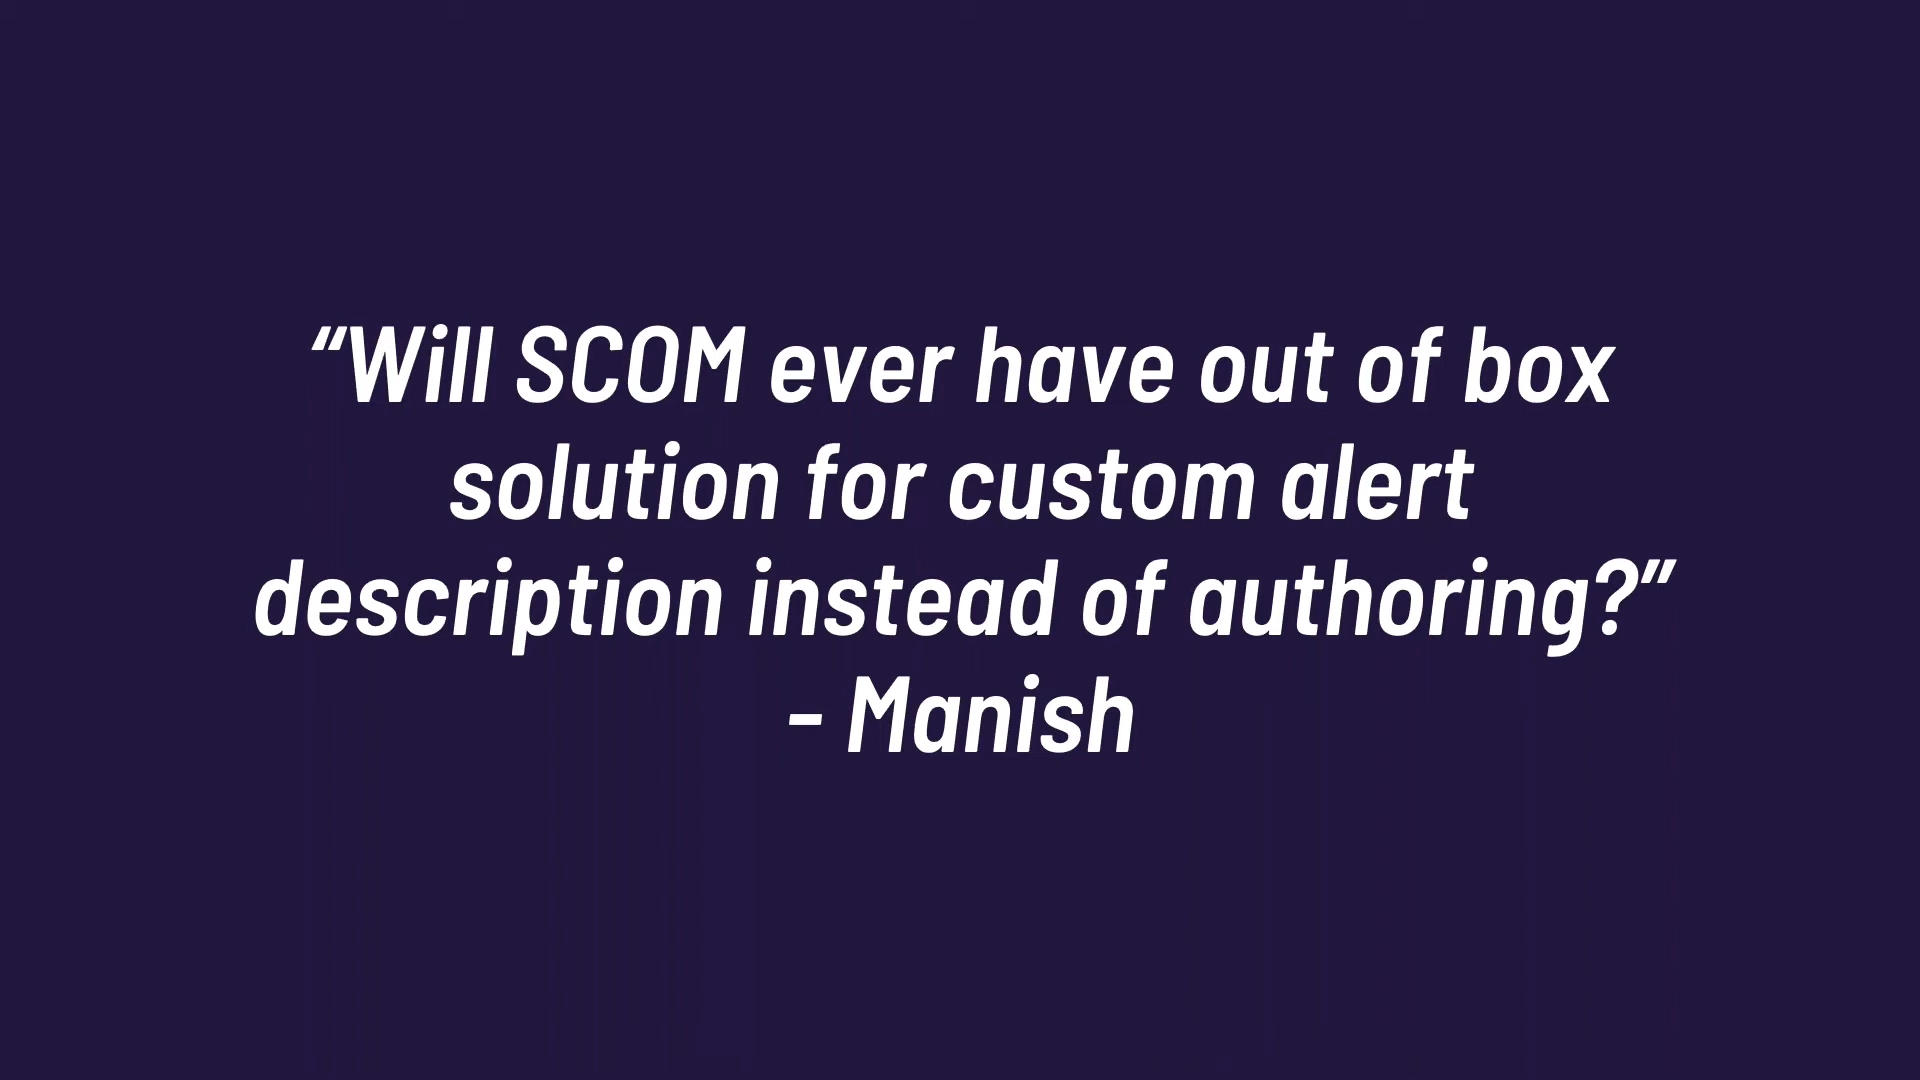 “Will SCOM ever have out of box
solution for custom alert
description instead of authoring?”
- Manish